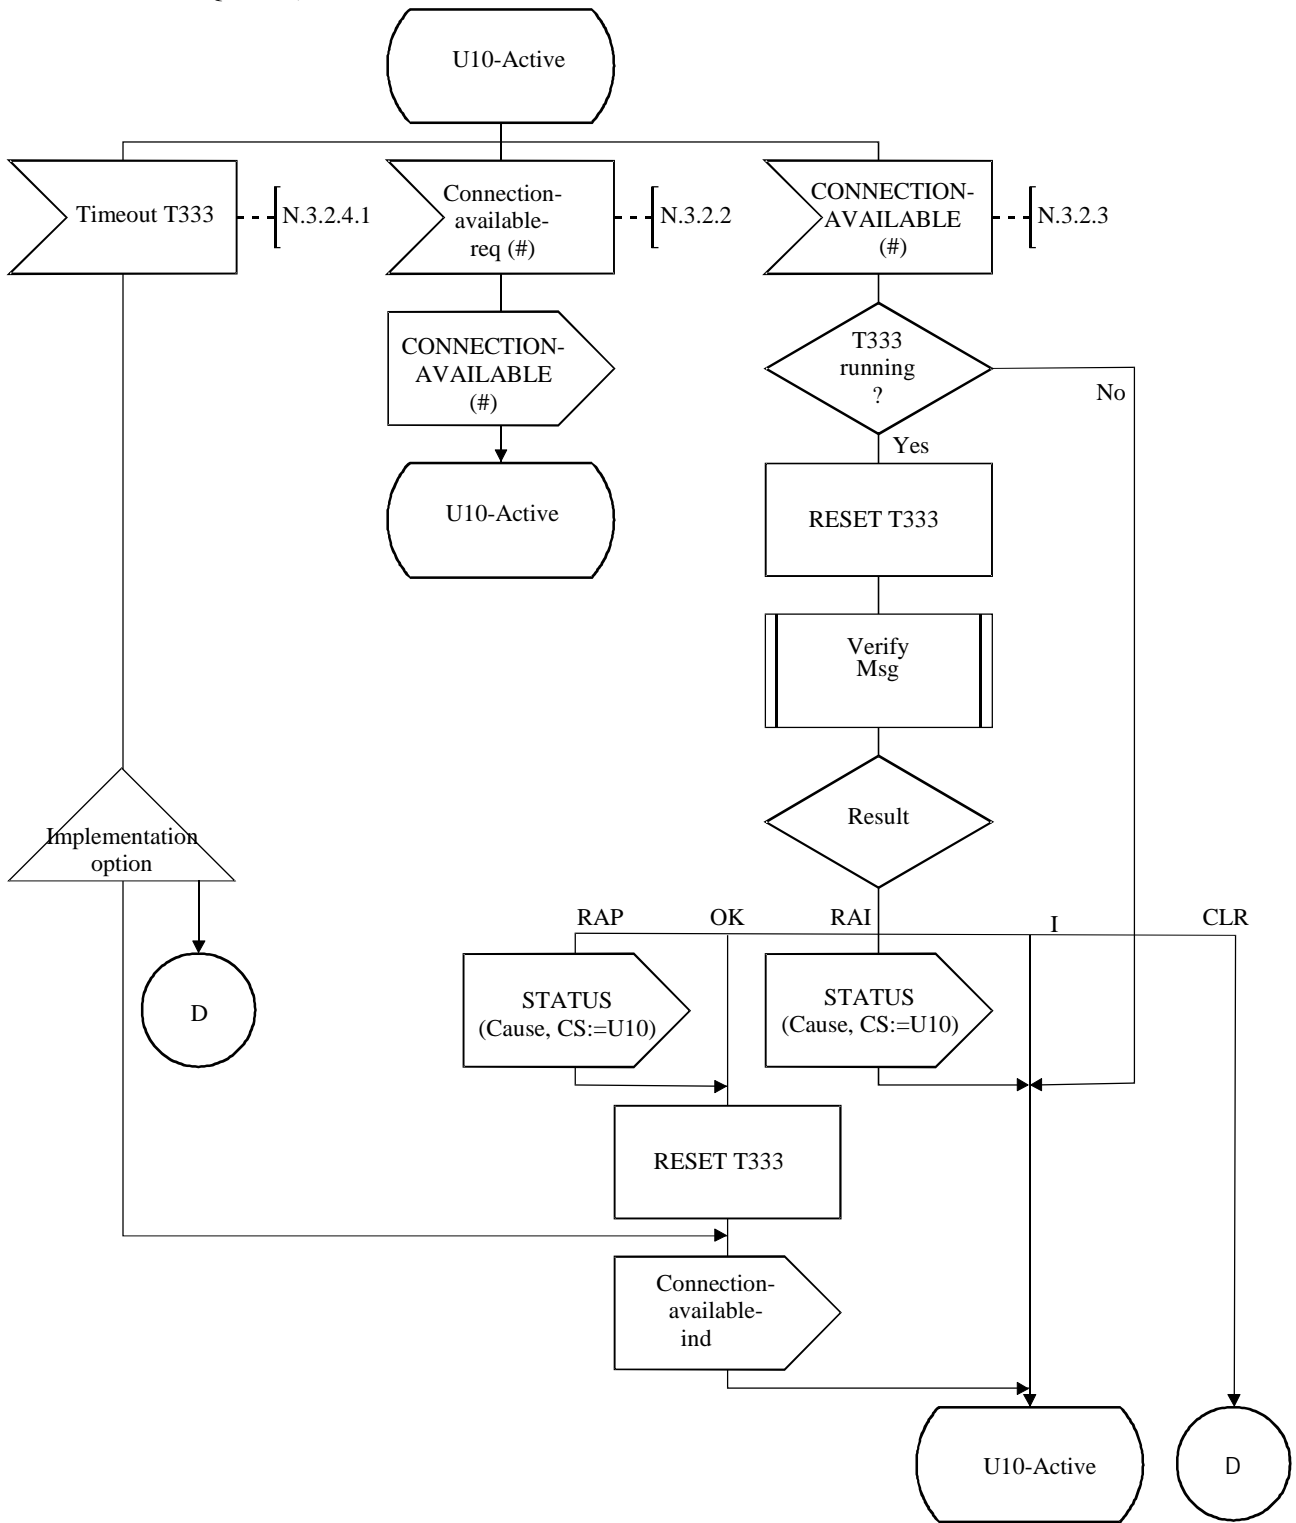 U10-Active
Timeout T333
N.3.2.4.1
Connection-
available-
req (#)
N.3.2.2
CONNECTION-
AVAILABLE
(#)
N.3.2.3
CONNECTION-
AVAILABLE
(#)
T333
running
?
No
Yes
U10-Active
RESET T333
Verify
Msg
Implementation
option
Result
RAP
OK
RAI
I
CLR
D
STATUS
(Cause, CS:=U10)
STATUS
(Cause, CS:=U10)
RESET T333
Connection-
available-
ind
U10-Active
D